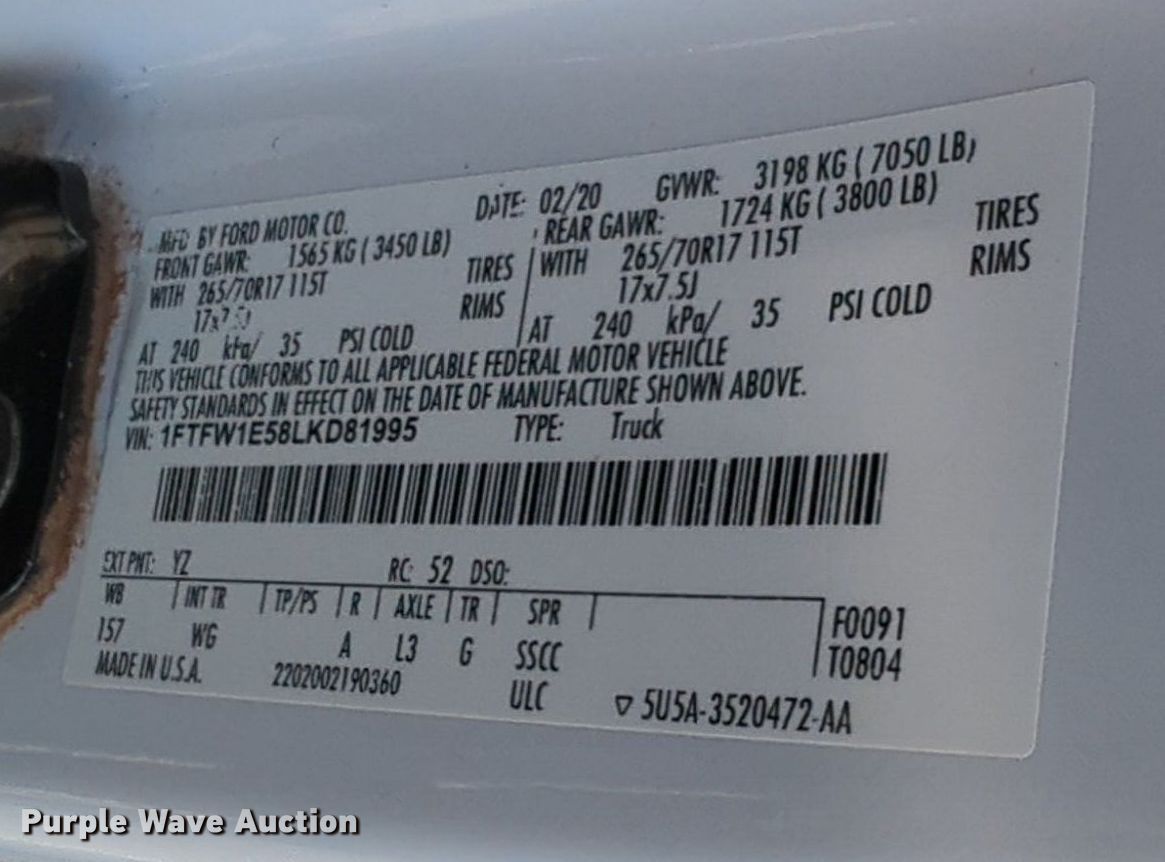 MFD BY FORD MOTOR CO. DATE: 02/20 GVWR: 3198 KG ( 7050 LB)
FRONT GAWR: 1565 KG ( 3450 LB) REAR GAWR: 1724 KG ( 3800 LB)
WITH 265/70R17 115T TIRES WITH 265/70R17 115T TIRES
17x7.5J RIMS 17x7.5J RIMS
AT 240 kPa/ 35 PSI COLD AT 240 kPa/ 35 PSI COLD
THIS VEHICLE CONFORMS TO ALL APPLICABLE FEDERAL MOTOR VEHICLE
SAFETY STANDARDS IN EFFECT ON THE DATE OF MANUFACTURE SHOWN ABOVE.
VIN: 1FTFW1E58LKD81995 TYPE: Truck
EXT PNT: YZ RC: 52 DSO:
WB INT TR TP/PS R AXLE TR SPR F0091
157 WG A L3 G SSCC T0804
MADE IN U.S.A. 2202002190360 ULC ▽ 5U5A-3520472-AA
Purple Wave Auction